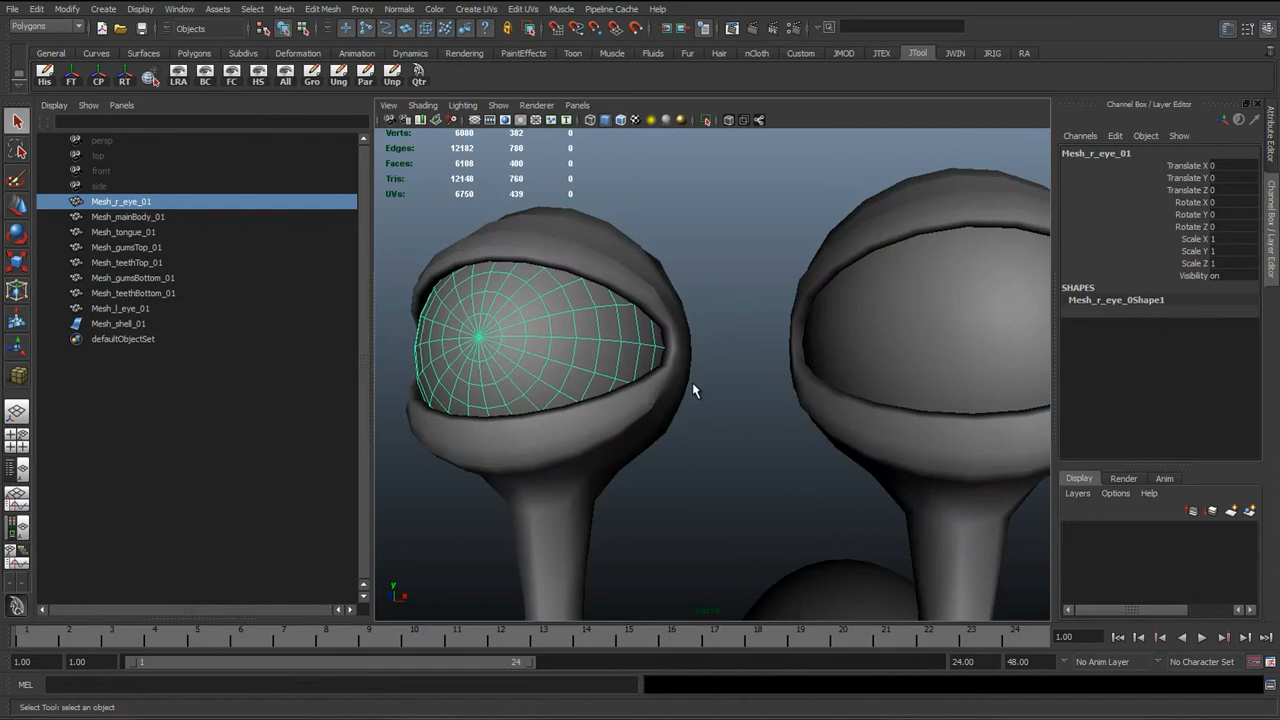 File Edit Modify Create Display Window Assets Select Mesh Edit Mesh Proxy Normals Color Create UVs Edit UVs Muscle Pipeline Cache Help
Polygons Objects
General Curves Surfaces Polygons Subdivs Deformation Animation Dynamics Rendering PaintEffects Toon Muscle Fluids Fur Hair nCloth Custom JMOD JTEX JTool JWIN JRIG RA
His FT CP RT LRA BC FC HS All Gro Ung Par Unp Qtr
Display Show Panels
View Shading Lighting Show Renderer Panels
Channel Box / Layer Editor
Channels Edit Object Show
persp
top
front
side
Mesh_r_eye_01
Mesh_mainBody_01
Mesh_tongue_01
Mesh_gumsTop_01
Mesh_teethTop_01
Mesh_gumsBottom_01
Mesh_teethBottom_01
Mesh_l_eye_01
Mesh_shell_01
defaultObjectSet
Verts: 6080 382 0
Edges: 12182 780 0
Faces: 6108 400 0
Tris: 12148 760 0
UVs: 6750 439 0
y
x
persp
Mesh_r_eye_01
Translate X 0
Translate Y 0
Translate Z 0
Rotate X 0
Rotate Y 0
Rotate Z 0
Scale X 1
Scale Y 1
Scale Z 1
Visibility on
SHAPES
Mesh_r_eye_0Shape1
Attribute Editor
Channel Box / Layer Editor
Display Render Anim
Layers Options Help
1 2 3 4 5 6 7 8 9 10 11 12 13 14 15 16 17 18 19 20 21 22 23 24
1.00
1.00 1.00 1 24 24.00 48.00 No Anim Layer No Character Set
MEL
Select Tool: select an object